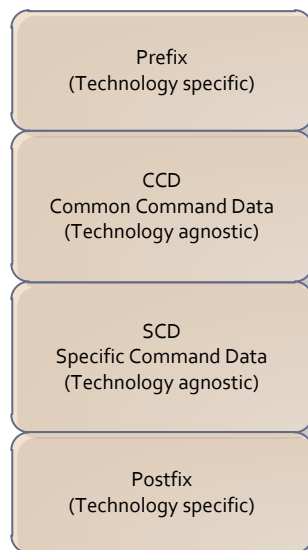 Prefix
(Technology specific)
CCD
Common Command Data
(Technology agnostic)
SCD
Specific Command Data
(Technology agnostic)
Postfix
(Technology specific)